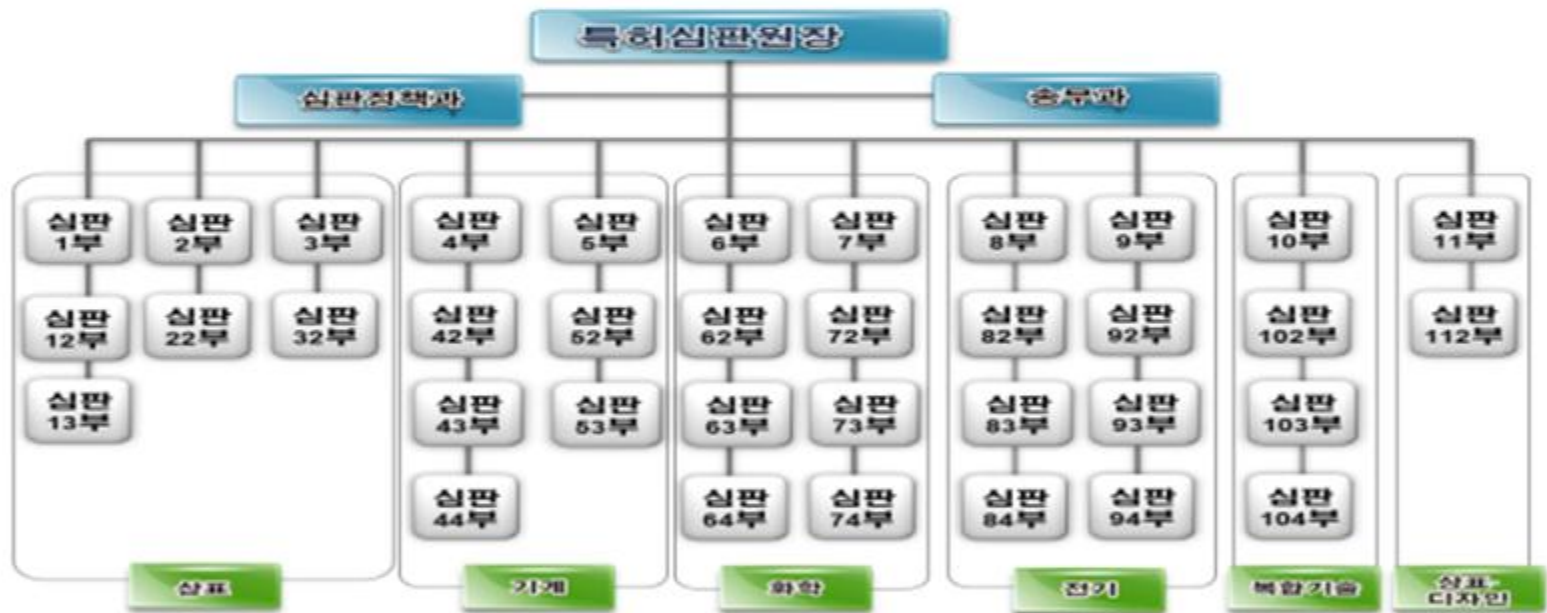 특허심판원장
심판정책과
송무과
심판
1부
심판
2부
심판
3부
심판
4부
심판
5부
심판
6부
심판
7부
심판
8부
심판
9부
심판
10부
심판
11부
심판
12부
심판
22부
심판
32부
심판
42부
심판
52부
심판
62부
심판
72부
심판
82부
심판
92부
심판
102부
심판
112부
심판
13부
심판
43부
심판
53부
심판
63부
심판
73부
심판
83부
심판
93부
심판
103부
심판
44부
심판
64부
심판
74부
심판
84부
심판
94부
심판
104부
상표
기계
화학
전기
복합기술
상표·
디자인